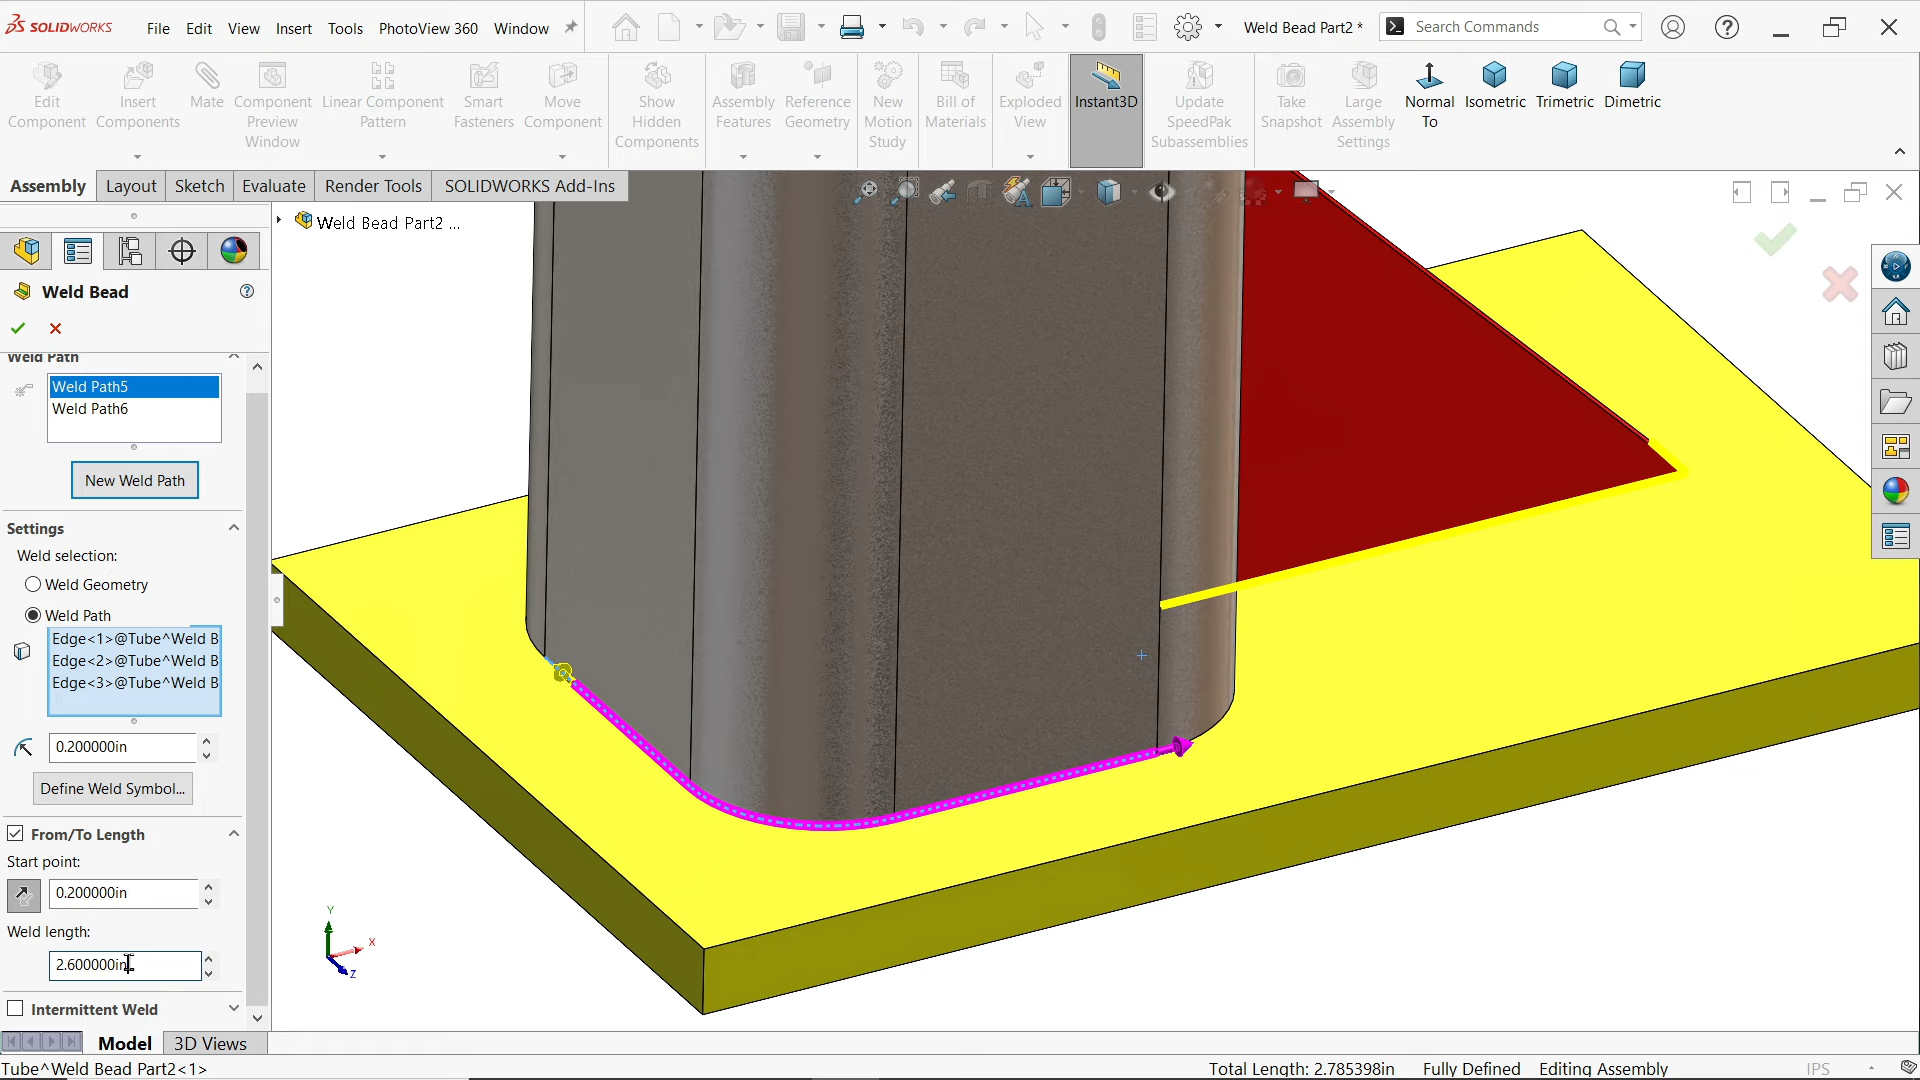 SOLIDWORKS File Edit View Insert Tools PhotoView 360 Window Weld Bead Part2 * Search Commands
Edit Component
Insert Components
Mate
Component Preview Window
Linear Component Pattern
Smart Fasteners
Move Component
Show Hidden Components
Assembly Features
Reference Geometry
New Motion Study
Bill of Materials
Exploded View
Instant3D
Update SpeedPak Subassemblies
Take Snapshot
Large Assembly Settings
Normal To
Isometric
Trimetric
Dimetric
Assembly Layout Sketch Evaluate Render Tools SOLIDWORKS Add-Ins
Weld Bead Part2 ...
Weld Bead
Weld Path
Weld Path5
Weld Path6
New Weld Path
Settings
Weld selection:
Weld Geometry
Weld Path
Edge<1>@Tube^Weld B
Edge<2>@Tube^Weld B
Edge<3>@Tube^Weld B
0.200000in
Define Weld Symbol...
From/To Length
Start point:
0.200000in
Weld length:
2.600000in
Intermittent Weld
Y
X
Z
Model 3D Views
Tube^Weld Bead Part2<1> Total Length: 2.785398in Fully Defined Editing Assembly IPS